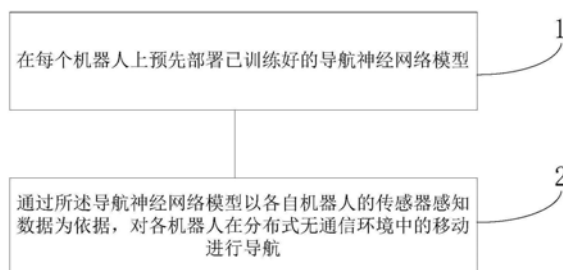 1
在每个机器人上预先部署已训练好的导航神经网络模型
2
通过所述导航神经网络模型以各自机器人的传感器感知
数据为依据，对各机器人在分布式无通信环境中的移动
进行导航